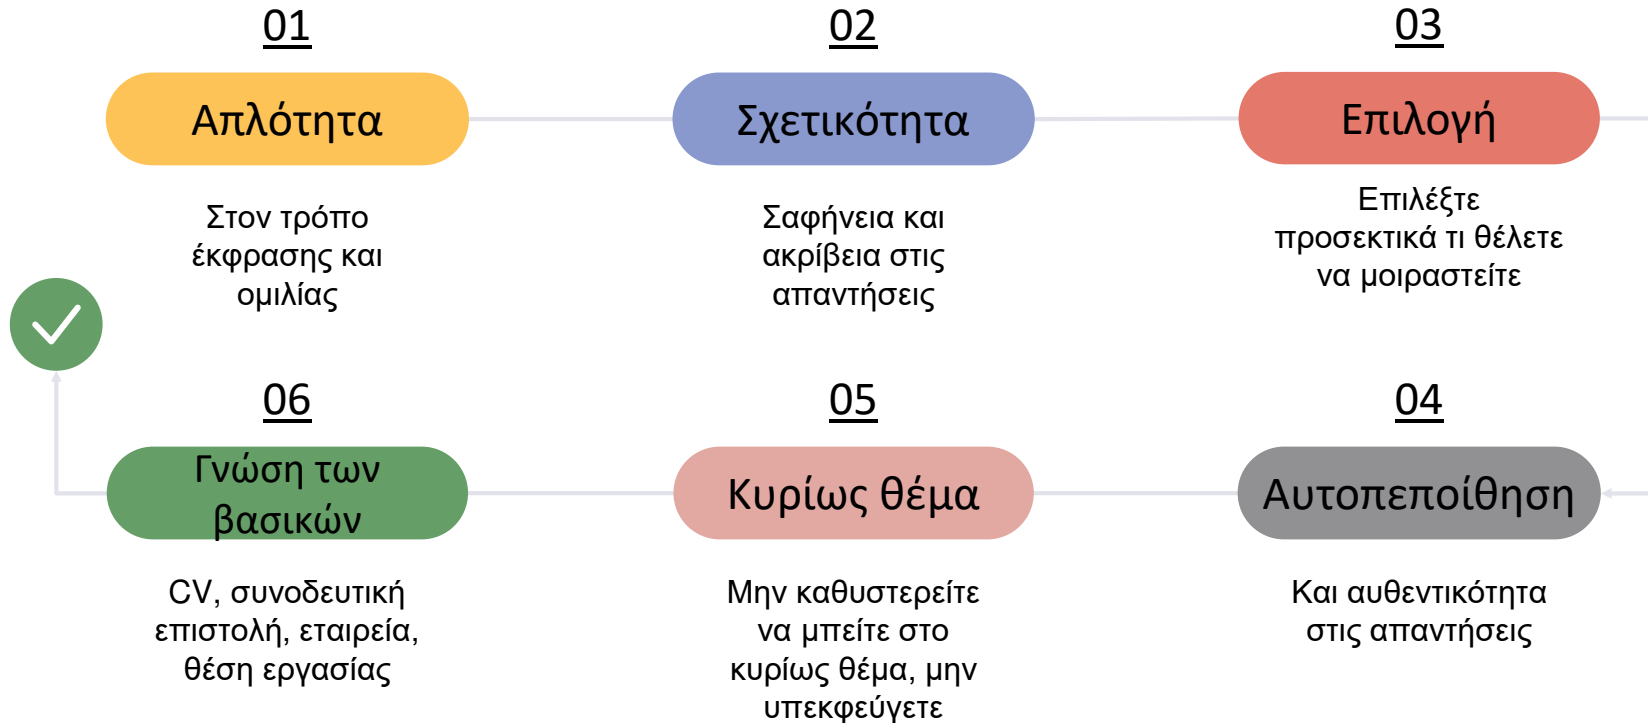 01
Απλότητα
Στον τρόπο
έκφρασης και
ομιλίας
02
Σχετικότητα
Σαφήνεια και
ακρίβεια στις
απαντήσεις
03
Επιλογή
Επιλέξτε
προσεκτικά τι θέλετε
να μοιραστείτε
04
Αυτοπεποίθηση
Και αυθεντικότητα
στις απαντήσεις
05
Κυρίως θέμα
Μην καθυστερείτε
να μπείτε στο
κυρίως θέμα, μην
υπεκφεύγετε
06
Γνώση των
βασικών
CV, συνοδευτική
επιστολή, εταιρεία,
θέση εργασίας